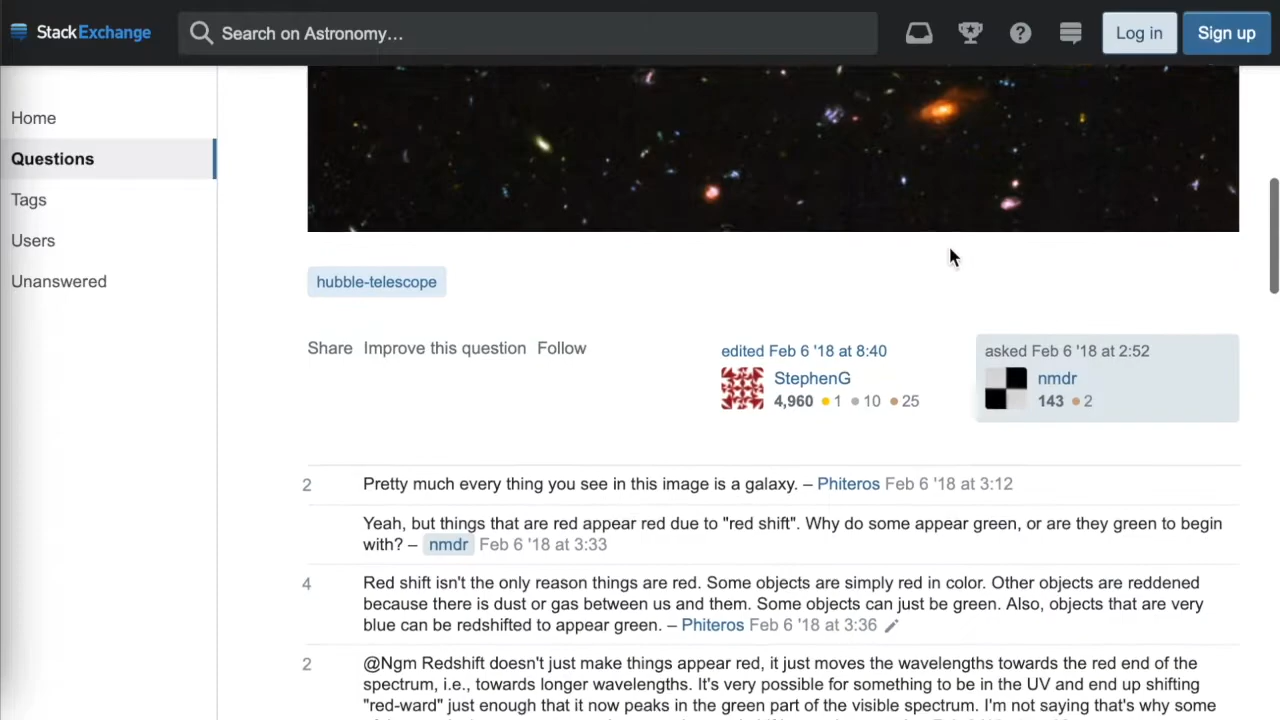 StackExchange
Search on Astronomy...
Log in
Sign up
Home
Questions
Tags
Users
Unanswered
hubble-telescope
Share Improve this question Follow
edited Feb 6 '18 at 8:40
StephenG
4,960 1 10 25
asked Feb 6 '18 at 2:52
nmdr
143 2
2 Pretty much every thing you see in this image is a galaxy. – Phiteros Feb 6 '18 at 3:12
Yeah, but things that are red appear red due to "red shift". Why do some appear green, or are they green to begin
with? – nmdr Feb 6 '18 at 3:33
4 Red shift isn't the only reason things are red. Some objects are simply red in color. Other objects are reddened
because there is dust or gas between us and them. Some objects can just be green. Also, objects that are very
blue can be redshifted to appear green. – Phiteros Feb 6 '18 at 3:36
2 @Ngm Redshift doesn't just make things appear red, it just moves the wavelengths towards the red end of the
spectrum, i.e., towards longer wavelengths. It's very possible for something to be in the UV and end up shifting
"red-ward" just enough that it now peaks in the green part of the visible spectrum. I'm not saying that's why some